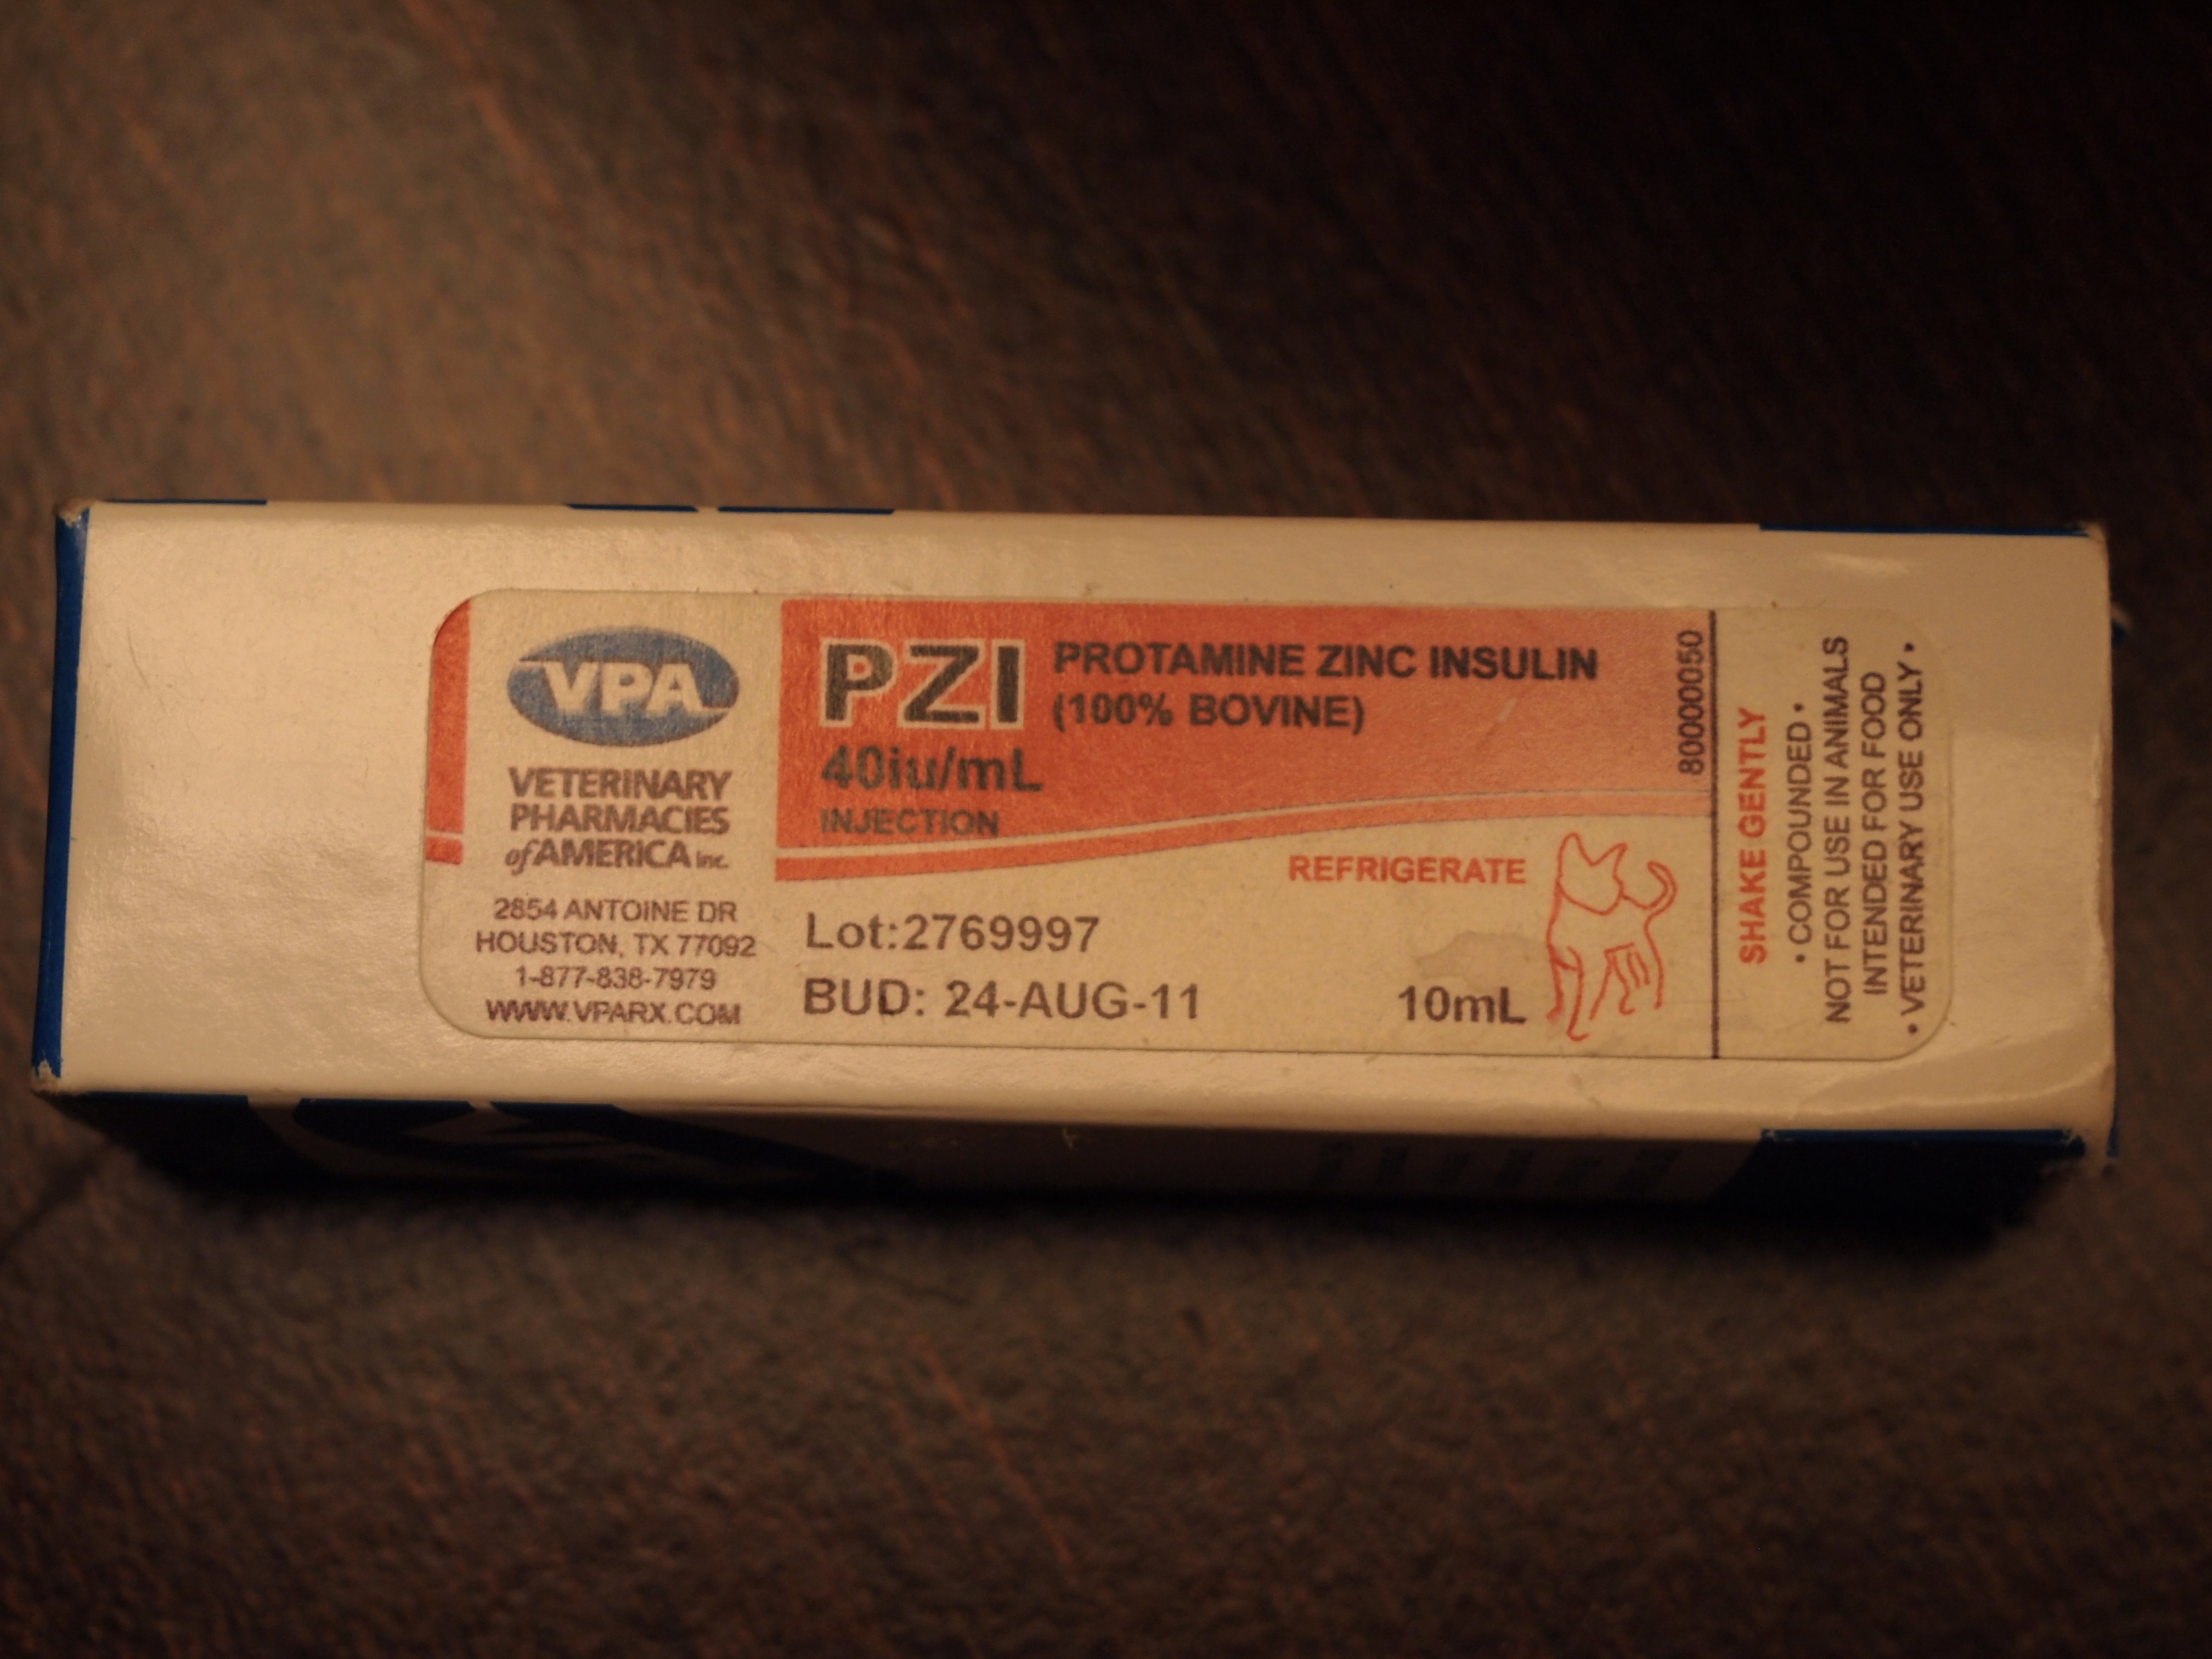 VPA
VETERINARY
PHARMACIES
of AMERICA Inc.
2854 ANTOINE DR
HOUSTON, TX 77092
1-877-838-7979
WWW.VPARX.COM
PZI
PROTAMINE ZINC INSULIN
(100% BOVINE)
40iu/mL
INJECTION
8000050
REFRIGERATE
Lot:2769997
BUD: 24-AUG-11
10mL
SHAKE GENTLY
• COMPOUNDED •
NOT FOR USE IN ANIMALS
INTENDED FOR FOOD
• VETERINARY USE ONLY •